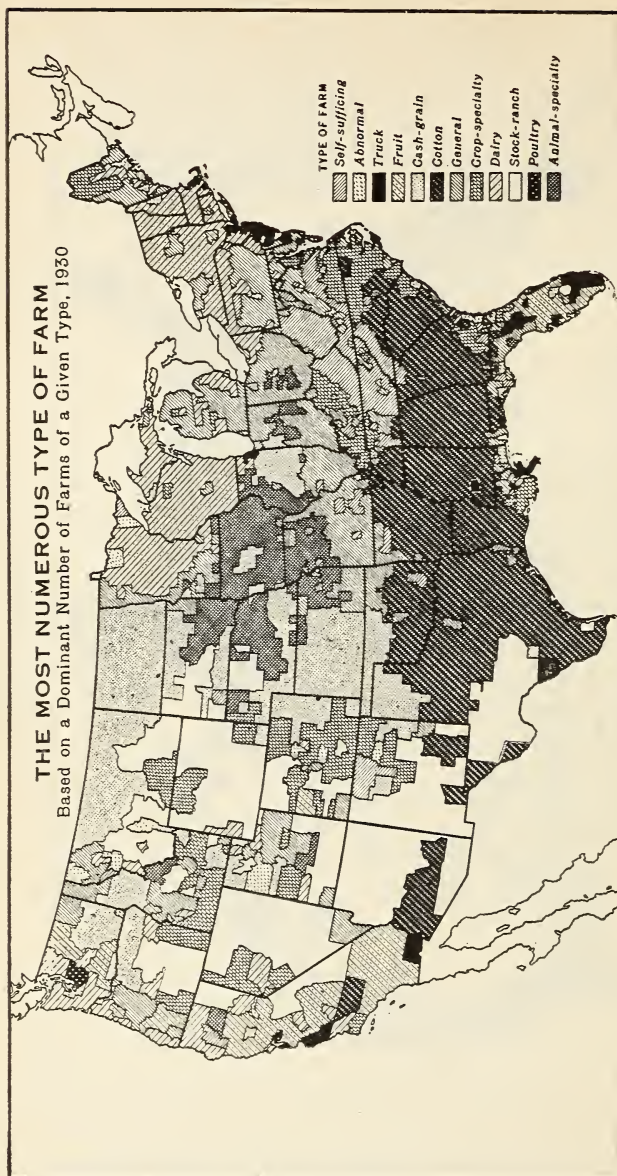 THE MOST NUMEROUS TYPE OF FARM
Based on a Dominant Number of Farms of a Given Type, 1930
TYPE OF FARM
Self-sufficing
Abnormal
Truck
Fruit
Cash-grain
Cotton
General
Crop-specialty
Dairy
Stock-ranch
Poultry
Animal-specialty